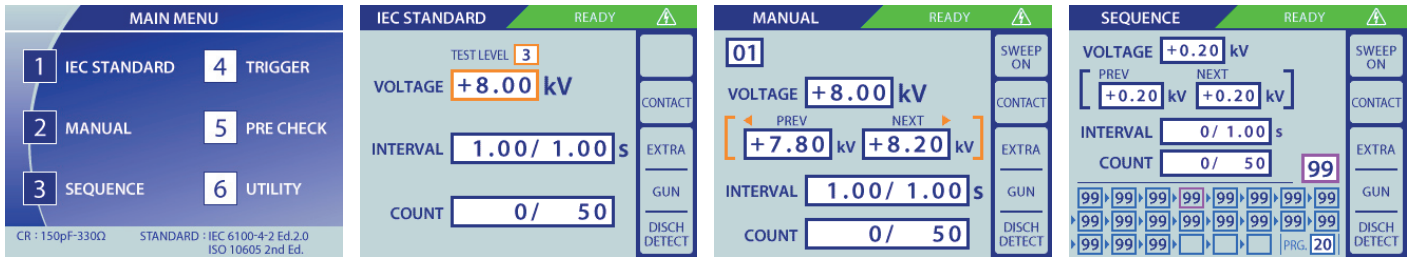 MAIN MENU
1 IEC STANDARD 4 TRIGGER
2 MANUAL 5 PRE CHECK
3 SEQUENCE 6 UTILITY
CR : 150pF-330Ω STANDARD : IEC 6100-4-2 Ed.2.0
ISO 10605 2nd Ed.
IEC STANDARD READY
TEST LEVEL 3
VOLTAGE +8.00 kV
INTERVAL 1.00/ 1.00 s
COUNT 0/ 50
CONTACT
EXTRA
GUN
DISCH
DETECT
MANUAL READY
01
VOLTAGE +8.00 kV
PREV NEXT
+7.80 kV +8.20 kV
INTERVAL 1.00/ 1.00 s
COUNT 0/ 50
SWEEP
ON
CONTACT
EXTRA
GUN
DISCH
DETECT
SEQUENCE READY
VOLTAGE +0.20 kV
PREV NEXT
+0.20 kV +0.20 kV
INTERVAL 0/ 1.00 s
COUNT 0/ 50
99
99 99 99 99 99 99 99 99
99 99 99 99 99 99 99 99
99 99 99 PRG. 20
SWEEP
ON
CONTACT
EXTRA
GUN
DISCH
DETECT